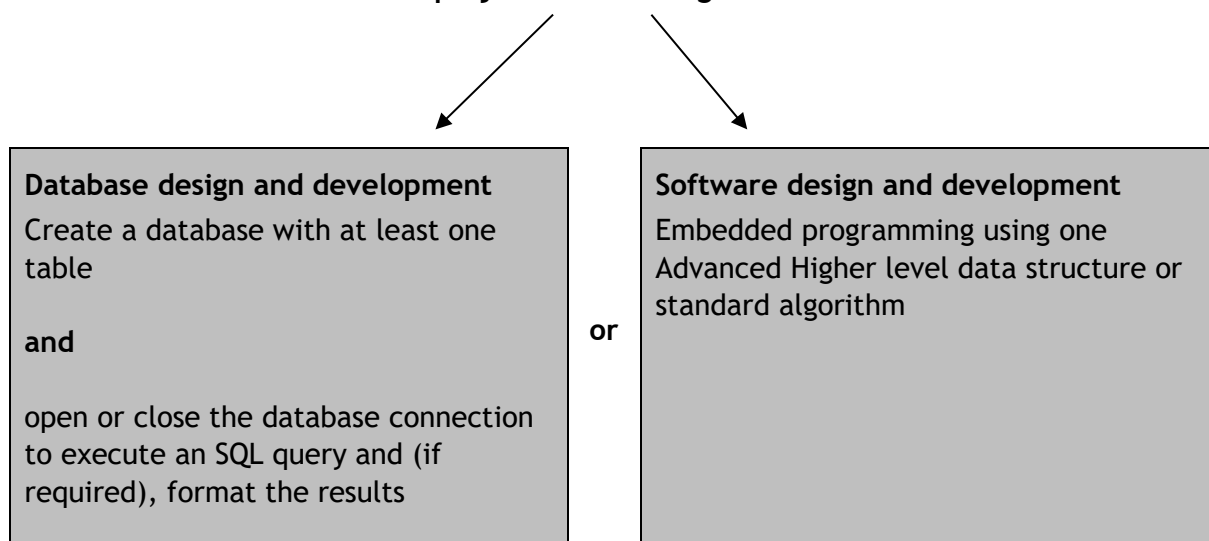 Database design and development
Create a database with at least one
table
and
open or close the database connection
to execute an SQL query and (if
required), format the results
or
Software design and development
Embedded programming using one
Advanced Higher level data structure or
standard algorithm